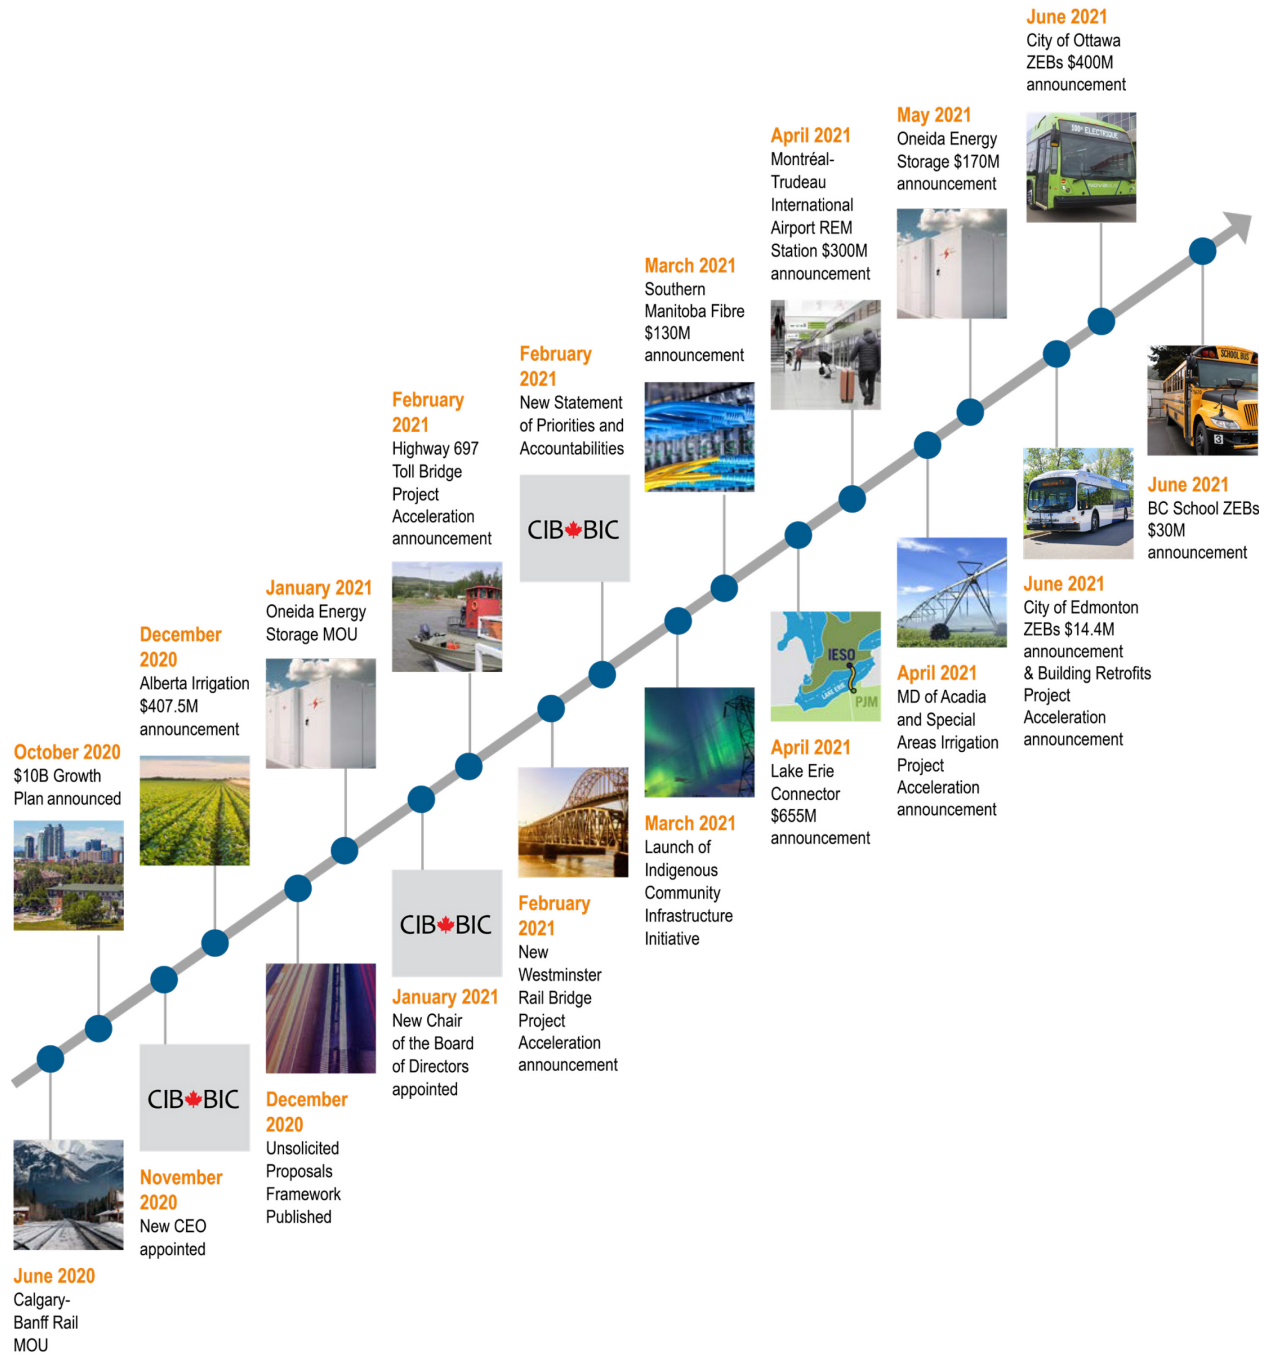 June 2020
Calgary-
Banff Rail
MOU
October 2020
$10B Growth
Plan announced
CIB BIC
November
2020
New CEO
appointed
December
2020
Alberta Irrigation
$407.5M
announcement
December
2020
Unsolicited
Proposals
Framework
Published
January 2021
Oneida Energy
Storage MOU
CIB BIC
January 2021
New Chair
of the Board
of Directors
appointed
February
2021
Highway 697
Toll Bridge
Project
Acceleration
announcement
February
2021
New
Westminster
Rail Bridge
Project
Acceleration
announcement
February
2021
New Statement
of Priorities and
Accountabilities
CIB BIC
March 2021
Launch of
Indigenous
Community
Infrastructure
Initiative
March 2021
Southern
Manitoba Fibre
$130M
announcement
IESO
LAKE ERIE
PJM
April 2021
Lake Erie
Connector
$655M
announcement
April 2021
Montréal-
Trudeau
International
Airport REM
Station $300M
announcement
April 2021
MD of Acadia
and Special
Areas Irrigation
Project
Acceleration
announcement
May 2021
Oneida Energy
Storage $170M
announcement
June 2021
City of Edmonton
ZEBs $14.4M
announcement
& Building Retrofits
Project
Acceleration
announcement
June 2021
City of Ottawa
ZEBs $400M
announcement
100% ELECTRIQUE
SCHOOL BUS
3
June 2021
BC School ZEBs
$30M
announcement